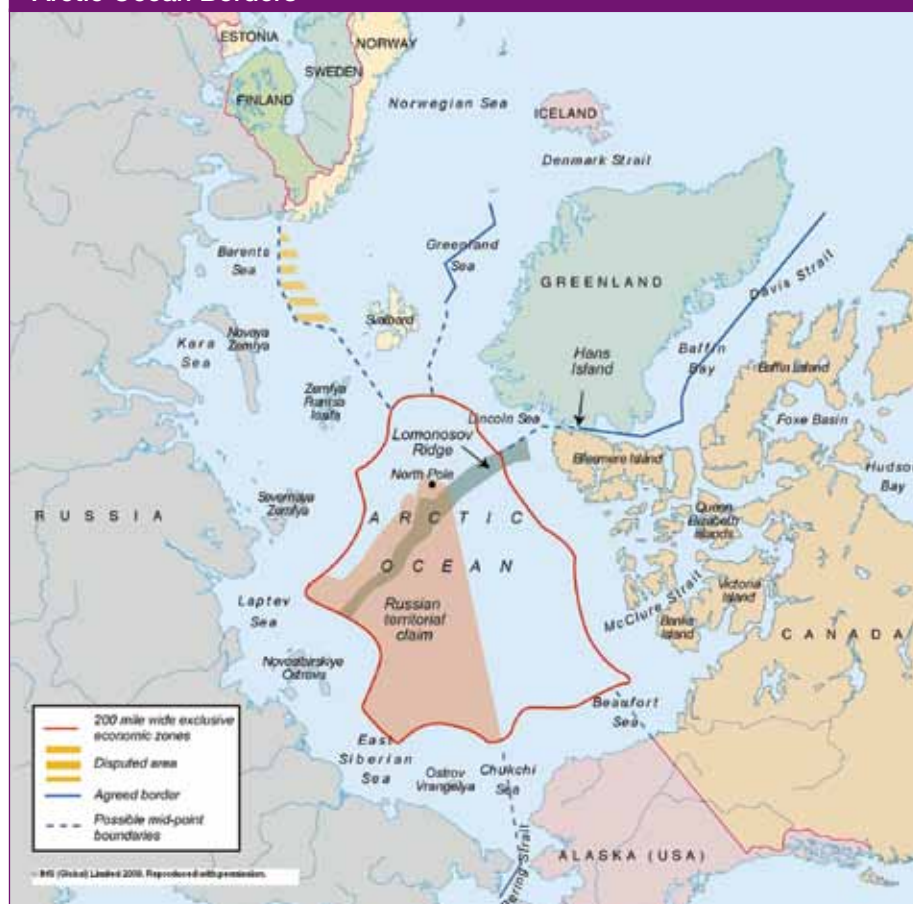 Arctic Ocean Borders
ESTONIA
NORWAY
SWEDEN
FINLAND
Norwegian Sea
ICELAND
Denmark Strait
Barents
Sea
Greenland
Sea
GREENLAND
Davis Strait
Svalbard
Novaya
Zemlya
Kara
Sea
Hans
Island
Baffin
Bay
Baffin Island
Zemlya
Frantsa
Iosifa
Lincoln Sea
Foxe Basin
Lomonosov
Ridge
Ellesmere Island
North Pole
Hudson
Bay
Severnaya
Zemlya
Queen
Elizabeth
Islands
RUSSIA
ARCTIC
OCEAN
Victoria
Island
Laptev
Sea
Russian
territorial
claim
McClure Strait
Banks
Island
CANADA
Novosibirskiye
Ostrova
Beaufort
Sea
200 mile wide exclusive
economic zones
Disputed area
Agreed border
Possible mid-point
boundaries
East
Siberian
Sea
Ostrov
Vrangelya
Chukchi
Sea
Bering Strait
ALASKA (USA)
IHS (Global) Limited 2009. Reproduced with permission.